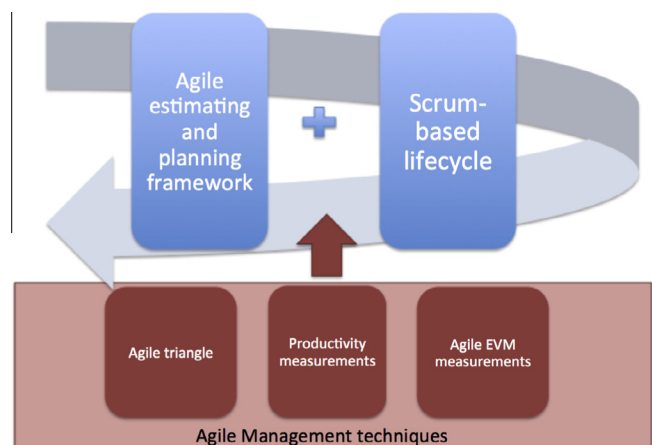 Agile
estimating
and
planning
framework
Scrum-
based
lifecycle
Agile triangle
Productivity
measurements
Agile EVM
measurements
Agile Management techniques